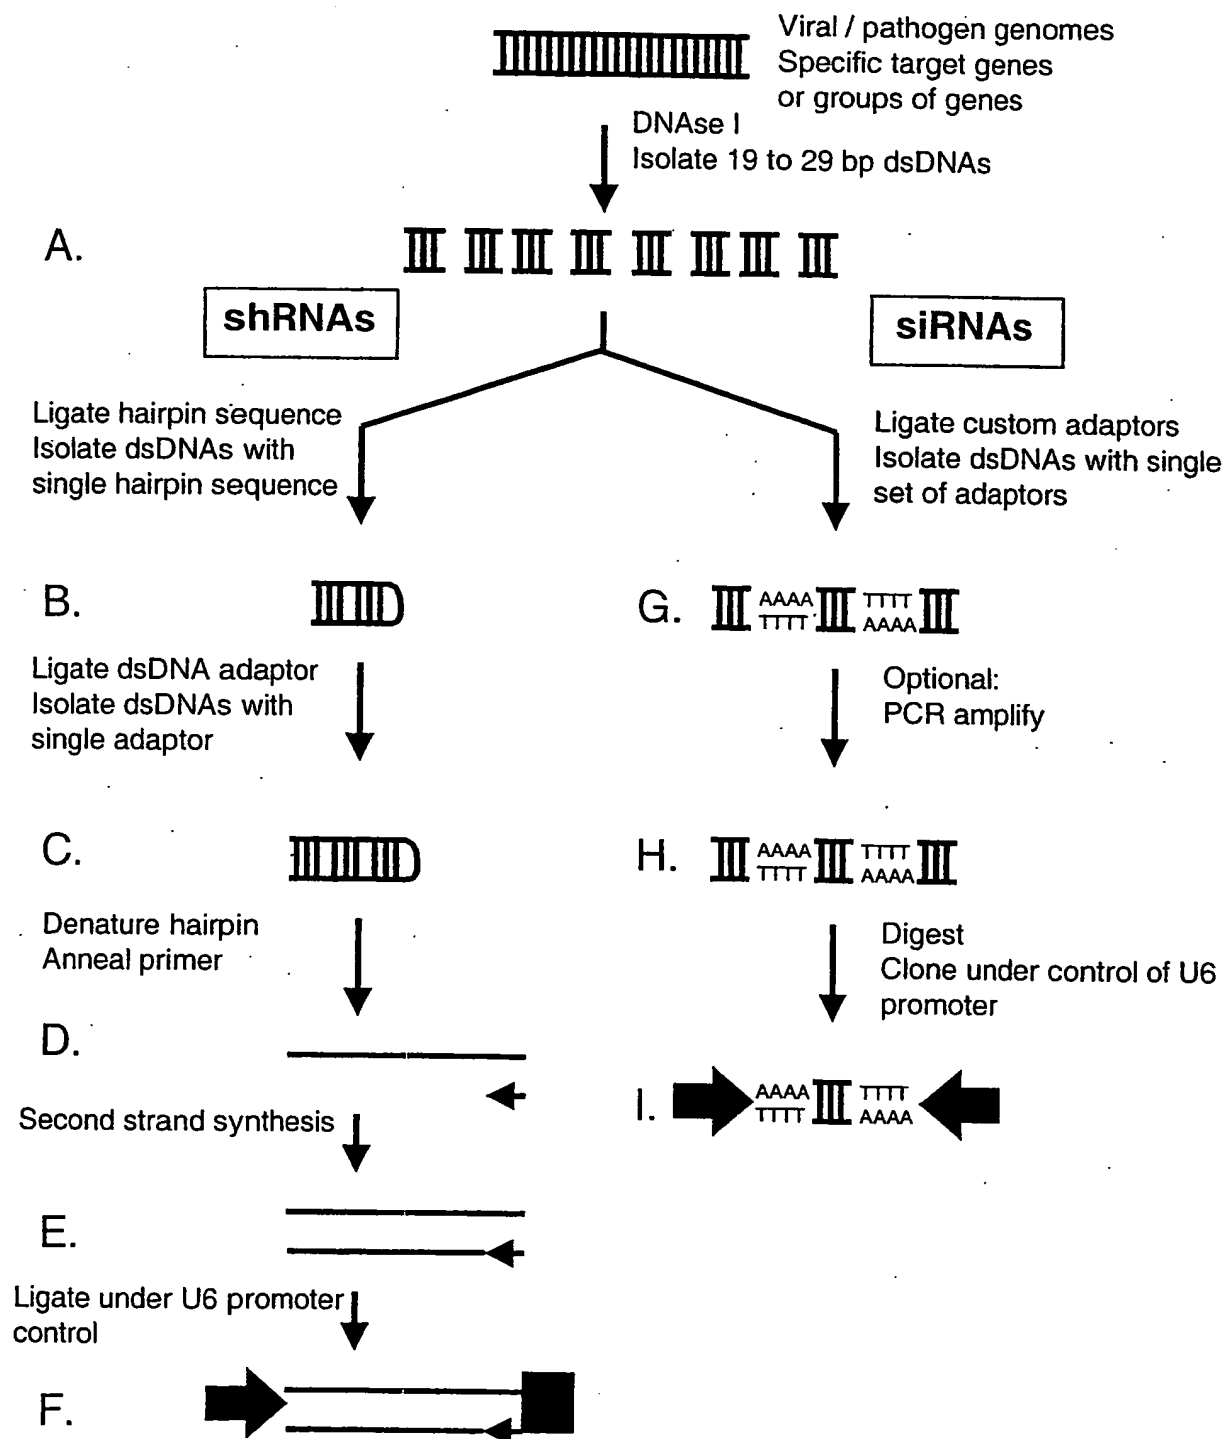 Viral / pathogen genomes
Specific target genes
or groups of genes
DNAse I
Isolate 19 to 29 bp dsDNAs
A.
shRNAs
siRNAs
Ligate hairpin sequence
Isolate dsDNAs with
single hairpin sequence
Ligate custom adaptors
Isolate dsDNAs with single
set of adaptors
B.
G.
AAAA
TTTT
TTTT
AAAA
Ligate dsDNA adaptor
Isolate dsDNAs with
single adaptor
Optional:
PCR amplify
C.
H.
AAAA
TTTT
TTTT
AAAA
Denature hairpin
Anneal primer
Digest
Clone under control of U6
promoter
D.
I.
AAAA
TTTT
TTTT
AAAA
Second strand synthesis
E.
Ligate under U6 promoter
control
F.